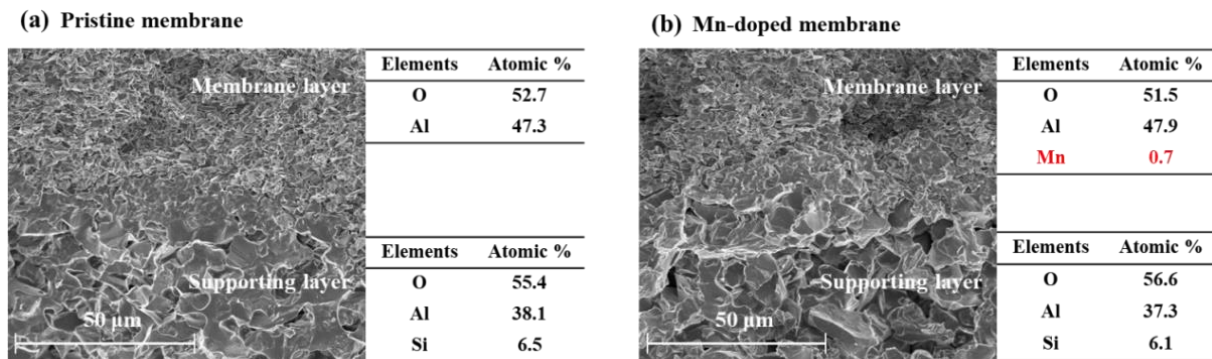 (a) Pristine membrane
Membrane layer
Elements Atomic %
O 52.7
Al 47.3
Supporting layer
50 μm
Elements Atomic %
O 55.4
Al 38.1
Si 6.5
(b) Mn-doped membrane
Membrane layer
Elements Atomic %
O 51.5
Al 47.9
Mn 0.7
Supporting layer
50 μm
Elements Atomic %
O 56.6
Al 37.3
Si 6.1